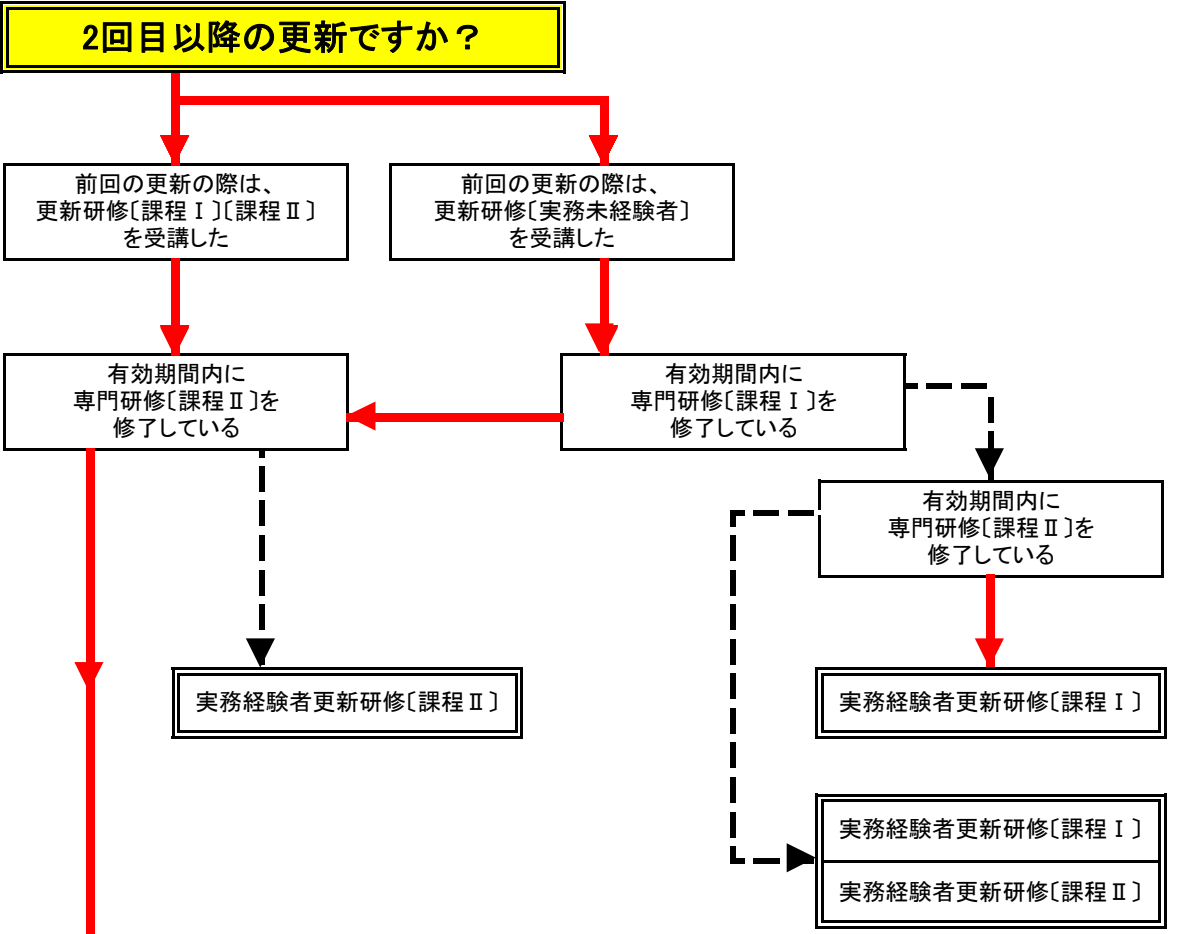 2回目以降の更新ですか？
前回の更新の際は、
更新研修〔課程Ⅰ〕〔課程Ⅱ〕
を受講した
前回の更新の際は、
更新研修〔実務未経験者〕
を受講した
有効期間内に
専門研修〔課程Ⅱ〕を
修了している
有効期間内に
専門研修〔課程Ⅰ〕を
修了している
有効期間内に
専門研修〔課程Ⅱ〕を
修了している
実務経験者更新研修〔課程Ⅱ〕
実務経験者更新研修〔課程Ⅰ〕
実務経験者更新研修〔課程Ⅰ〕
実務経験者更新研修〔課程Ⅱ〕